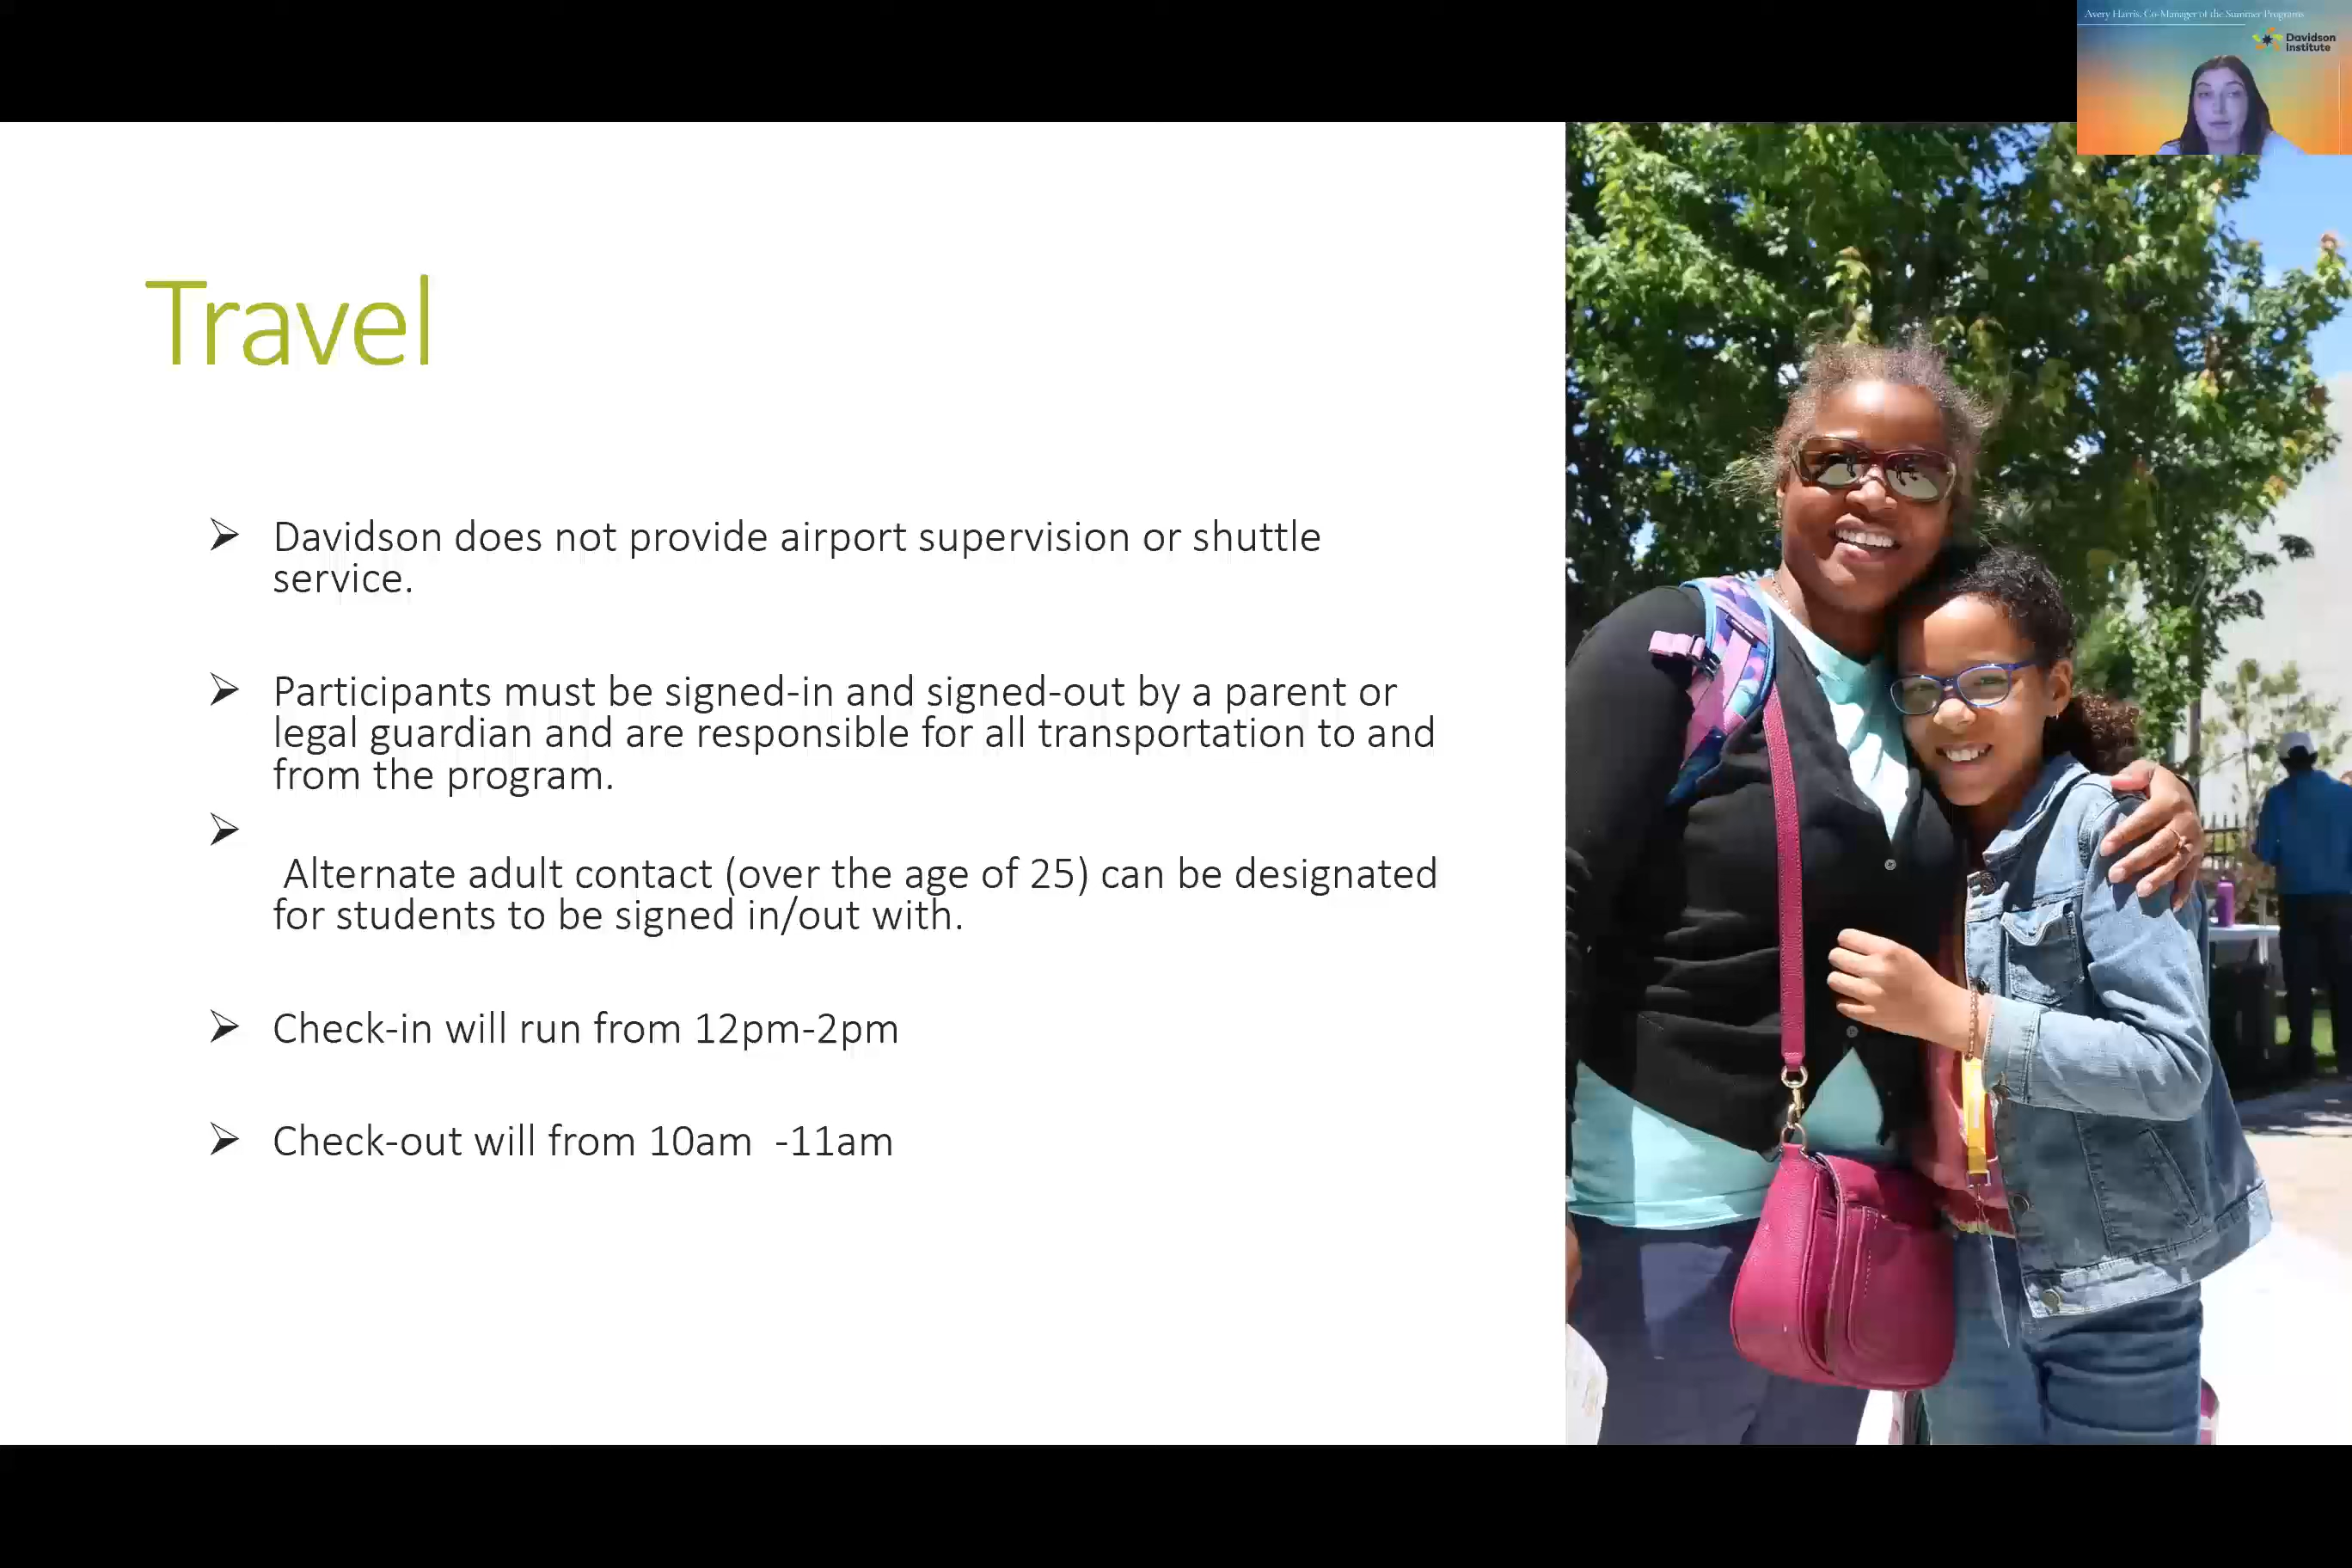 Avery Harris, Co-Manager of the Summer Programs
Davidson
Institute
Travel
➢ Davidson does not provide airport supervision or shuttle
service.
➢ Participants must be signed-in and signed-out by a parent or
legal guardian and are responsible for all transportation to and
from the program.
➢
Alternate adult contact (over the age of 25) can be designated
for students to be signed in/out with.
➢ Check-in will run from 12pm-2pm
➢ Check-out will from 10am -11am